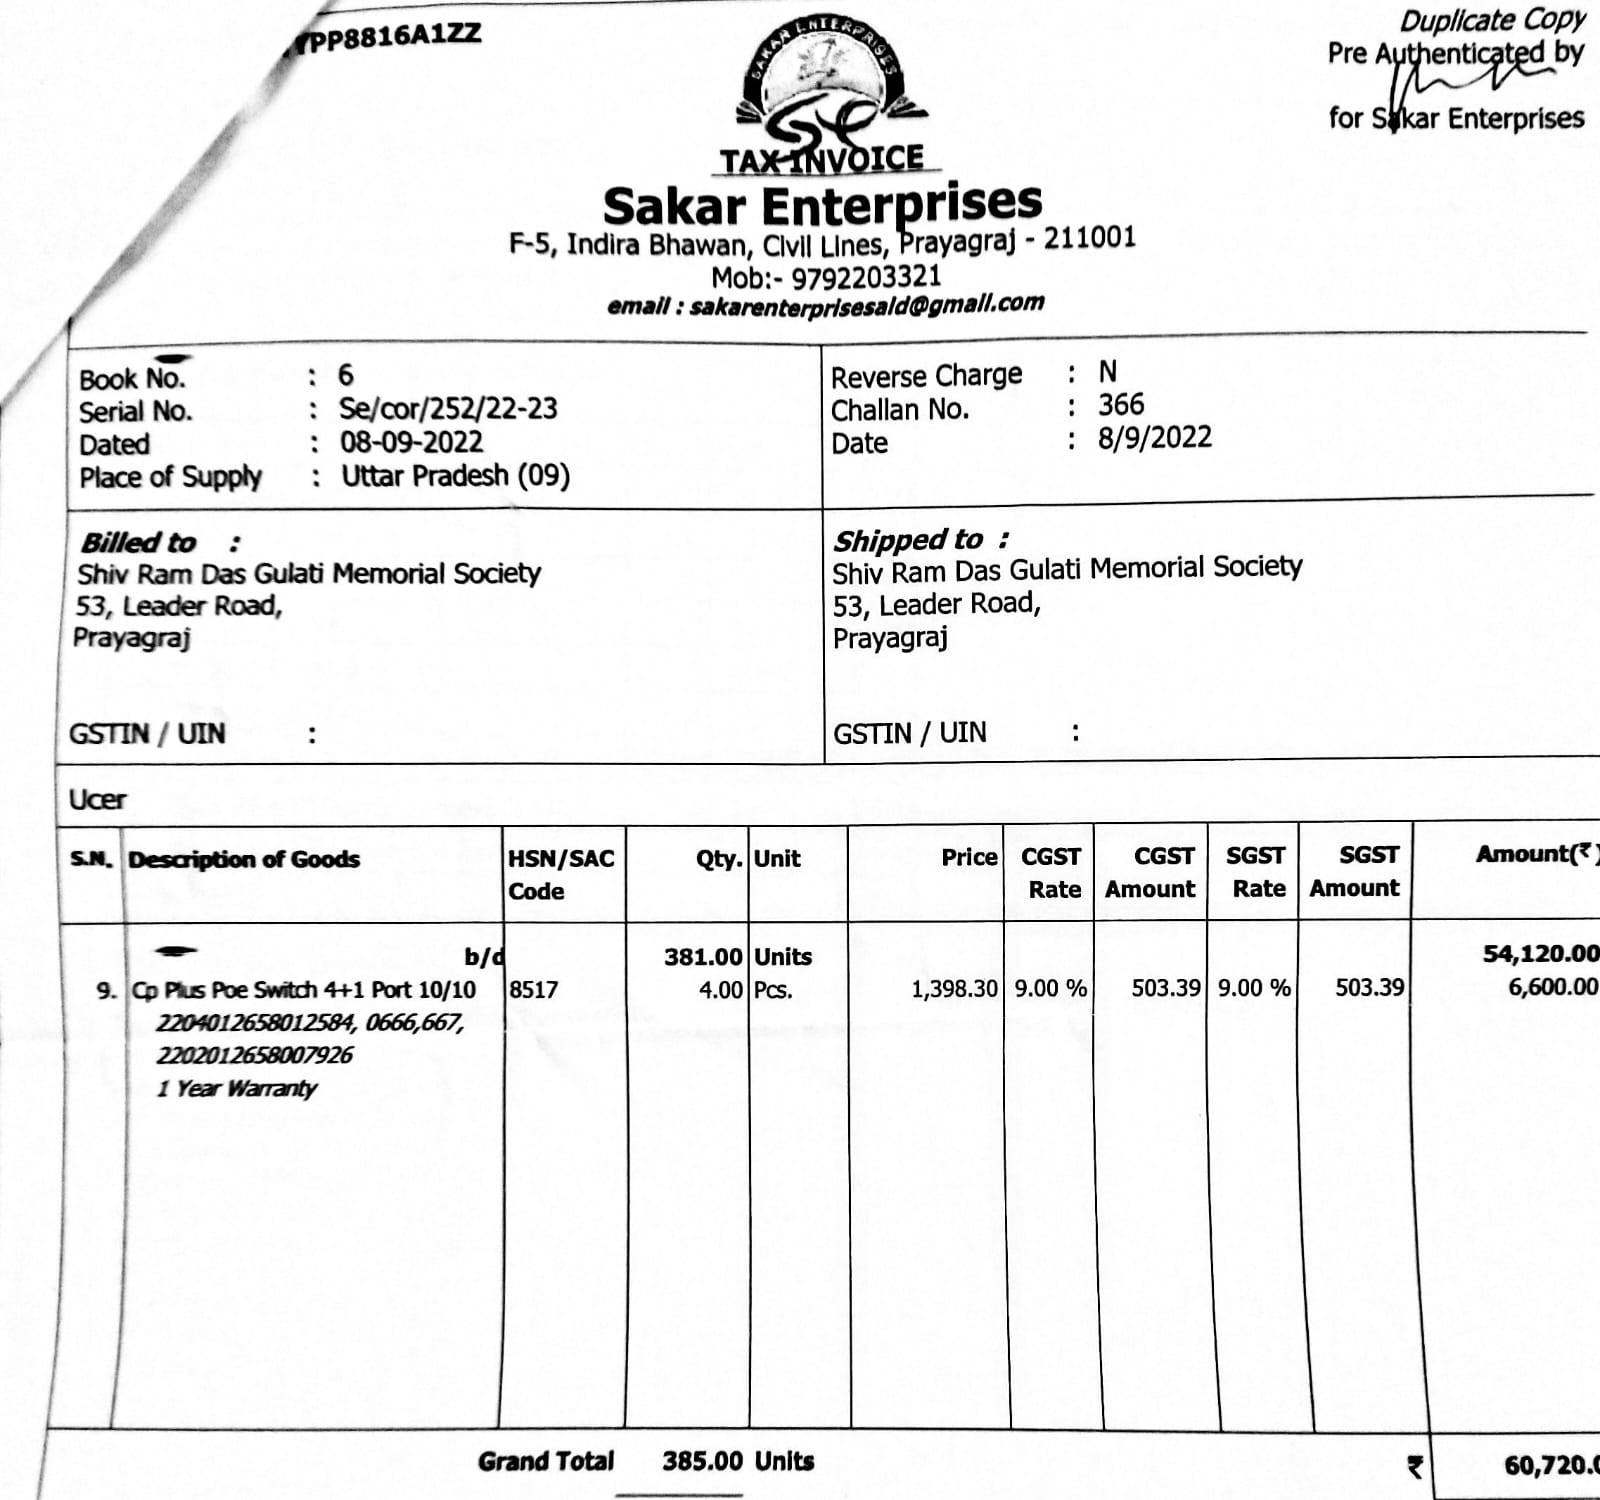 PP8816A1ZZ
Duplicate Copy
Pre Authenticated by
for Sakar Enterprises
SAKAR ENTERPRISES
TAX INVOICE
Sakar Enterprises
F-5, Indira Bhawan, Civil Lines, Prayagraj - 211001
Mob:- 9792203321
email : sakarenterprisesald@gmail.com
Book No. : 6
Serial No. : Se/cor/252/22-23
Dated : 08-09-2022
Place of Supply : Uttar Pradesh (09)
Reverse Charge : N
Challan No. : 366
Date : 8/9/2022
Billed to :
Shiv Ram Das Gulati Memorial Society
53, Leader Road,
Prayagraj
GSTIN / UIN :
Shipped to :
Shiv Ram Das Gulati Memorial Society
53, Leader Road,
Prayagraj
GSTIN / UIN :
Ucer
S.N. Description of Goods HSN/SAC Code Qty. Unit Price CGST Rate CGST Amount SGST Rate SGST Amount Amount(₹)
b/d 381.00 Units 54,120.00
9. Cp Plus Poe Switch 4+1 Port 10/10 8517 4.00 Pcs. 1,398.30 9.00 % 503.39 9.00 % 503.39 6,600.00
2204012658012584, 0666,667,
2202012658007926
1 Year Warranty
Grand Total 385.00 Units ₹ 60,720.0